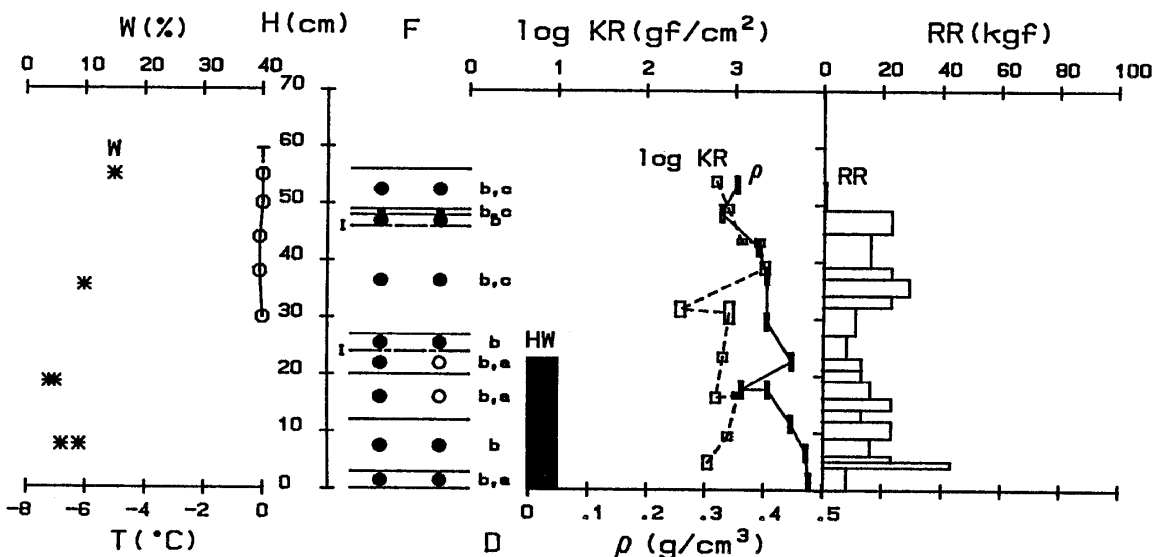 W(%) H(cm) F log KR(gf/cm²) RR(kgf)
0 10 20 30 40 0 1 2 3 0 20 40 60 80 100
70
60
50
40
30
20
10
0
W
T
log KR
ρ
RR
b,c
b,c
b
I
b,c
b
I
b,a
b,a
b
b,a
HW
-8 -6 -4 -2 0 0 .1 .2 .3 .4 .5
T(°C) D ρ (g/cm³)